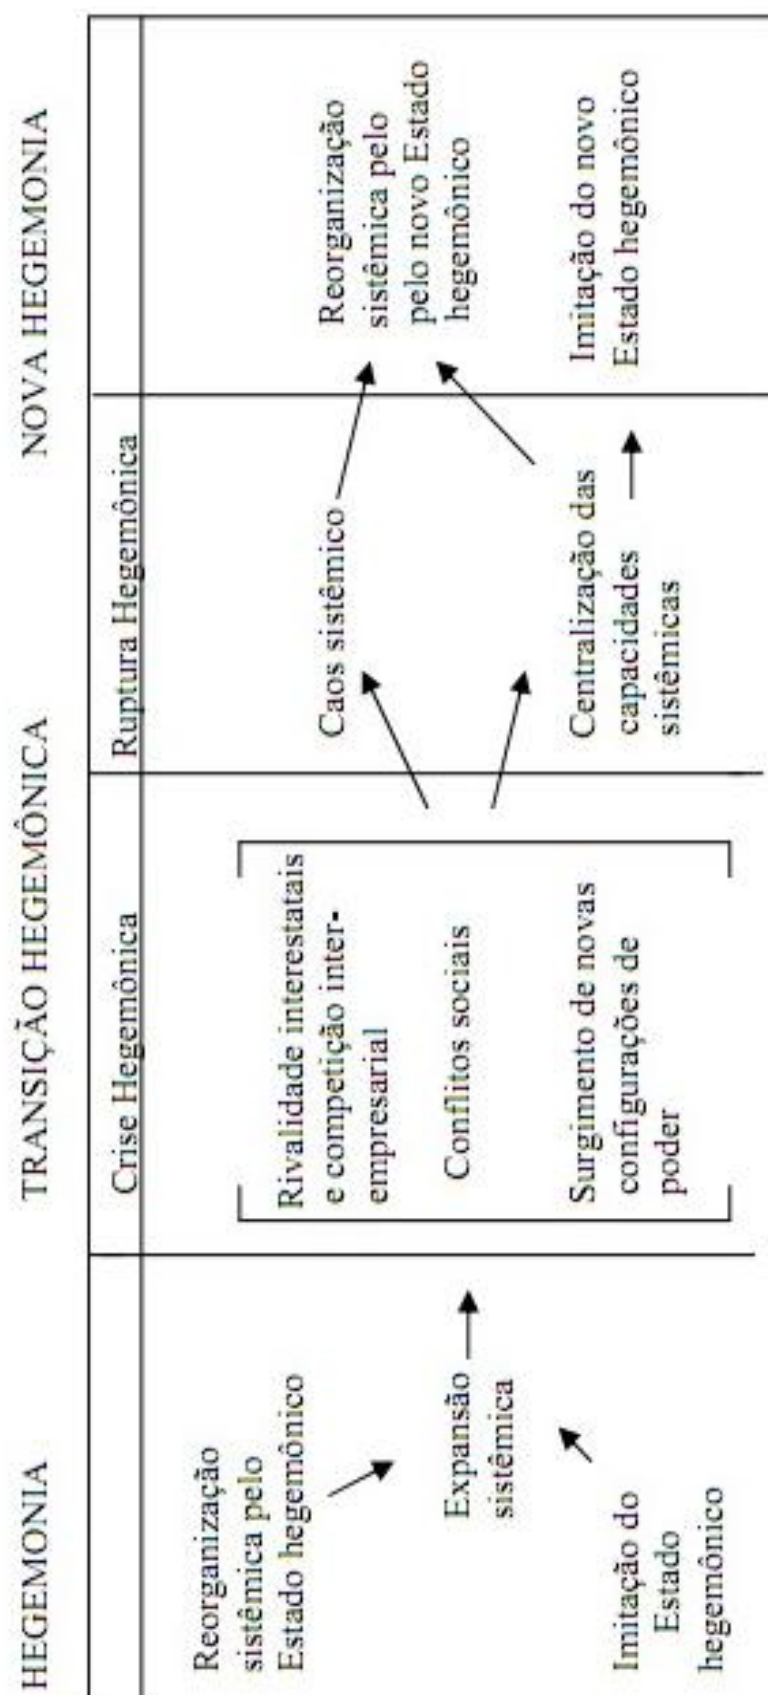 HEGEMONIA
TRANSIÇÃO HEGEMÔNICA
NOVA HEGEMONIA
Crise Hegemônica
Ruptura Hegemônica
Reorganização
sistêmica pelo
Estado hegemônico
Expansão
sistêmica
Imitação do
Estado
hegemônico
Rivalidade interestatais
e competição inter-
empresarial
Conflitos sociais
Surgimento de novas
configurações de
poder
Caos sistêmico
Centralização das
capacidades
sistêmicas
Reorganização
sistêmica pelo
pelo novo Estado
hegemônico
Imitação do novo
Estado hegemônico